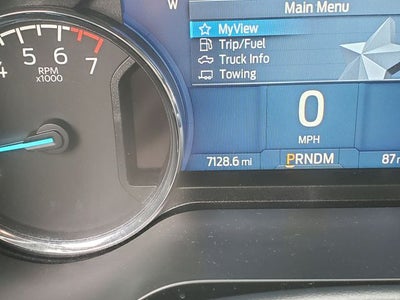 W
Main Menu
MyView
Trip/Fuel
Truck Info
Towing
4 5 6 7
RPM
x1000
0
MPH
7128.6 mi PRNDM 87